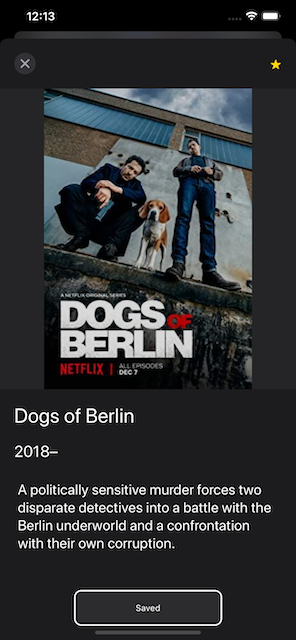 12:13
A NETFLIX ORIGINAL SERIES
DOGS OF
BERLIN
NETFLIX | ALL EPISODES
DEC 7
Dogs of Berlin
2018–
A politically sensitive murder forces two
disparate detectives into a battle with the
Berlin underworld and a confrontation
with their own corruption.
Saved